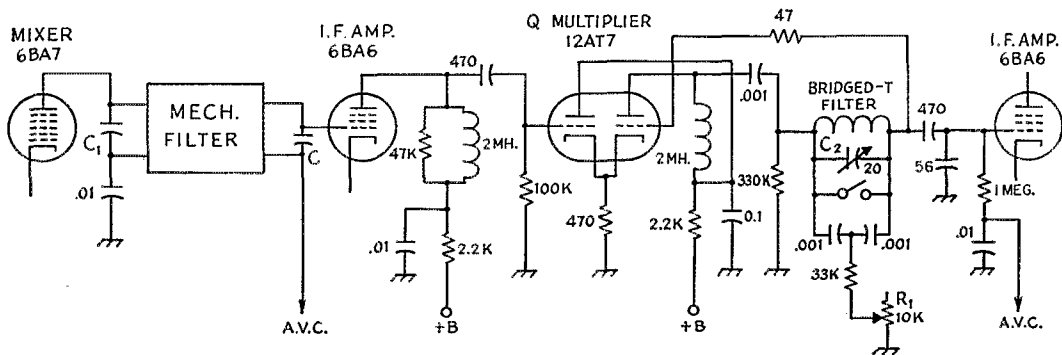 MIXER
6BA7
C1
.01
MECH.
FILTER
C
A.V.C.
I.F. AMP.
6BA6
47K
2MH.
.01
2.2K
+B
470
100K
Q MULTIPLIER
12AT7
470
47
2MH.
2.2K
+B
0.1
.001
330K
BRIDGED-T
FILTER
C2
20
.001
.001
33K
R1
10K
470
56
I.F. AMP.
6BA6
1 MEG.
.01
A.V.C.